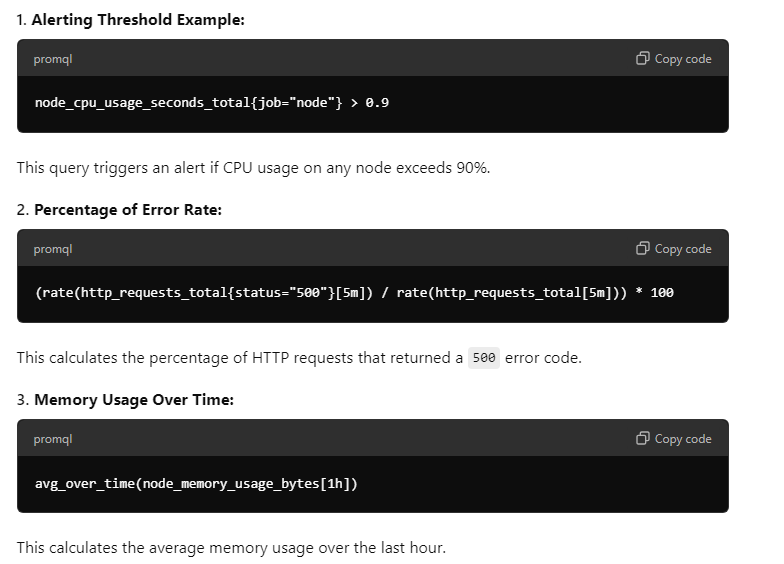 1. Alerting Threshold Example:
promql Copy code
node_cpu_usage_seconds_total{job="node"} > 0.9
This query triggers an alert if CPU usage on any node exceeds 90%.
2. Percentage of Error Rate:
promql Copy code
(rate(http_requests_total{status="500"}[5m]) / rate(http_requests_total[5m])) * 100
This calculates the percentage of HTTP requests that returned a 500 error code.
3. Memory Usage Over Time:
promql Copy code
avg_over_time(node_memory_usage_bytes[1h])
This calculates the average memory usage over the last hour.